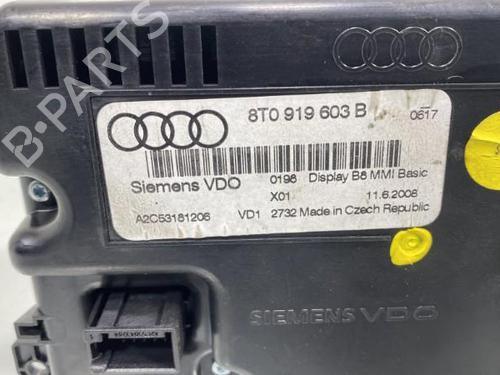 B-PARTS
8T0 919 603 B
0617
Siemens VDO
0196 Display B8 MMI Basic
X01 11.6.2008
A2C53181206 VD1 2732 Made in Czech Republic
SIEMENS VDO